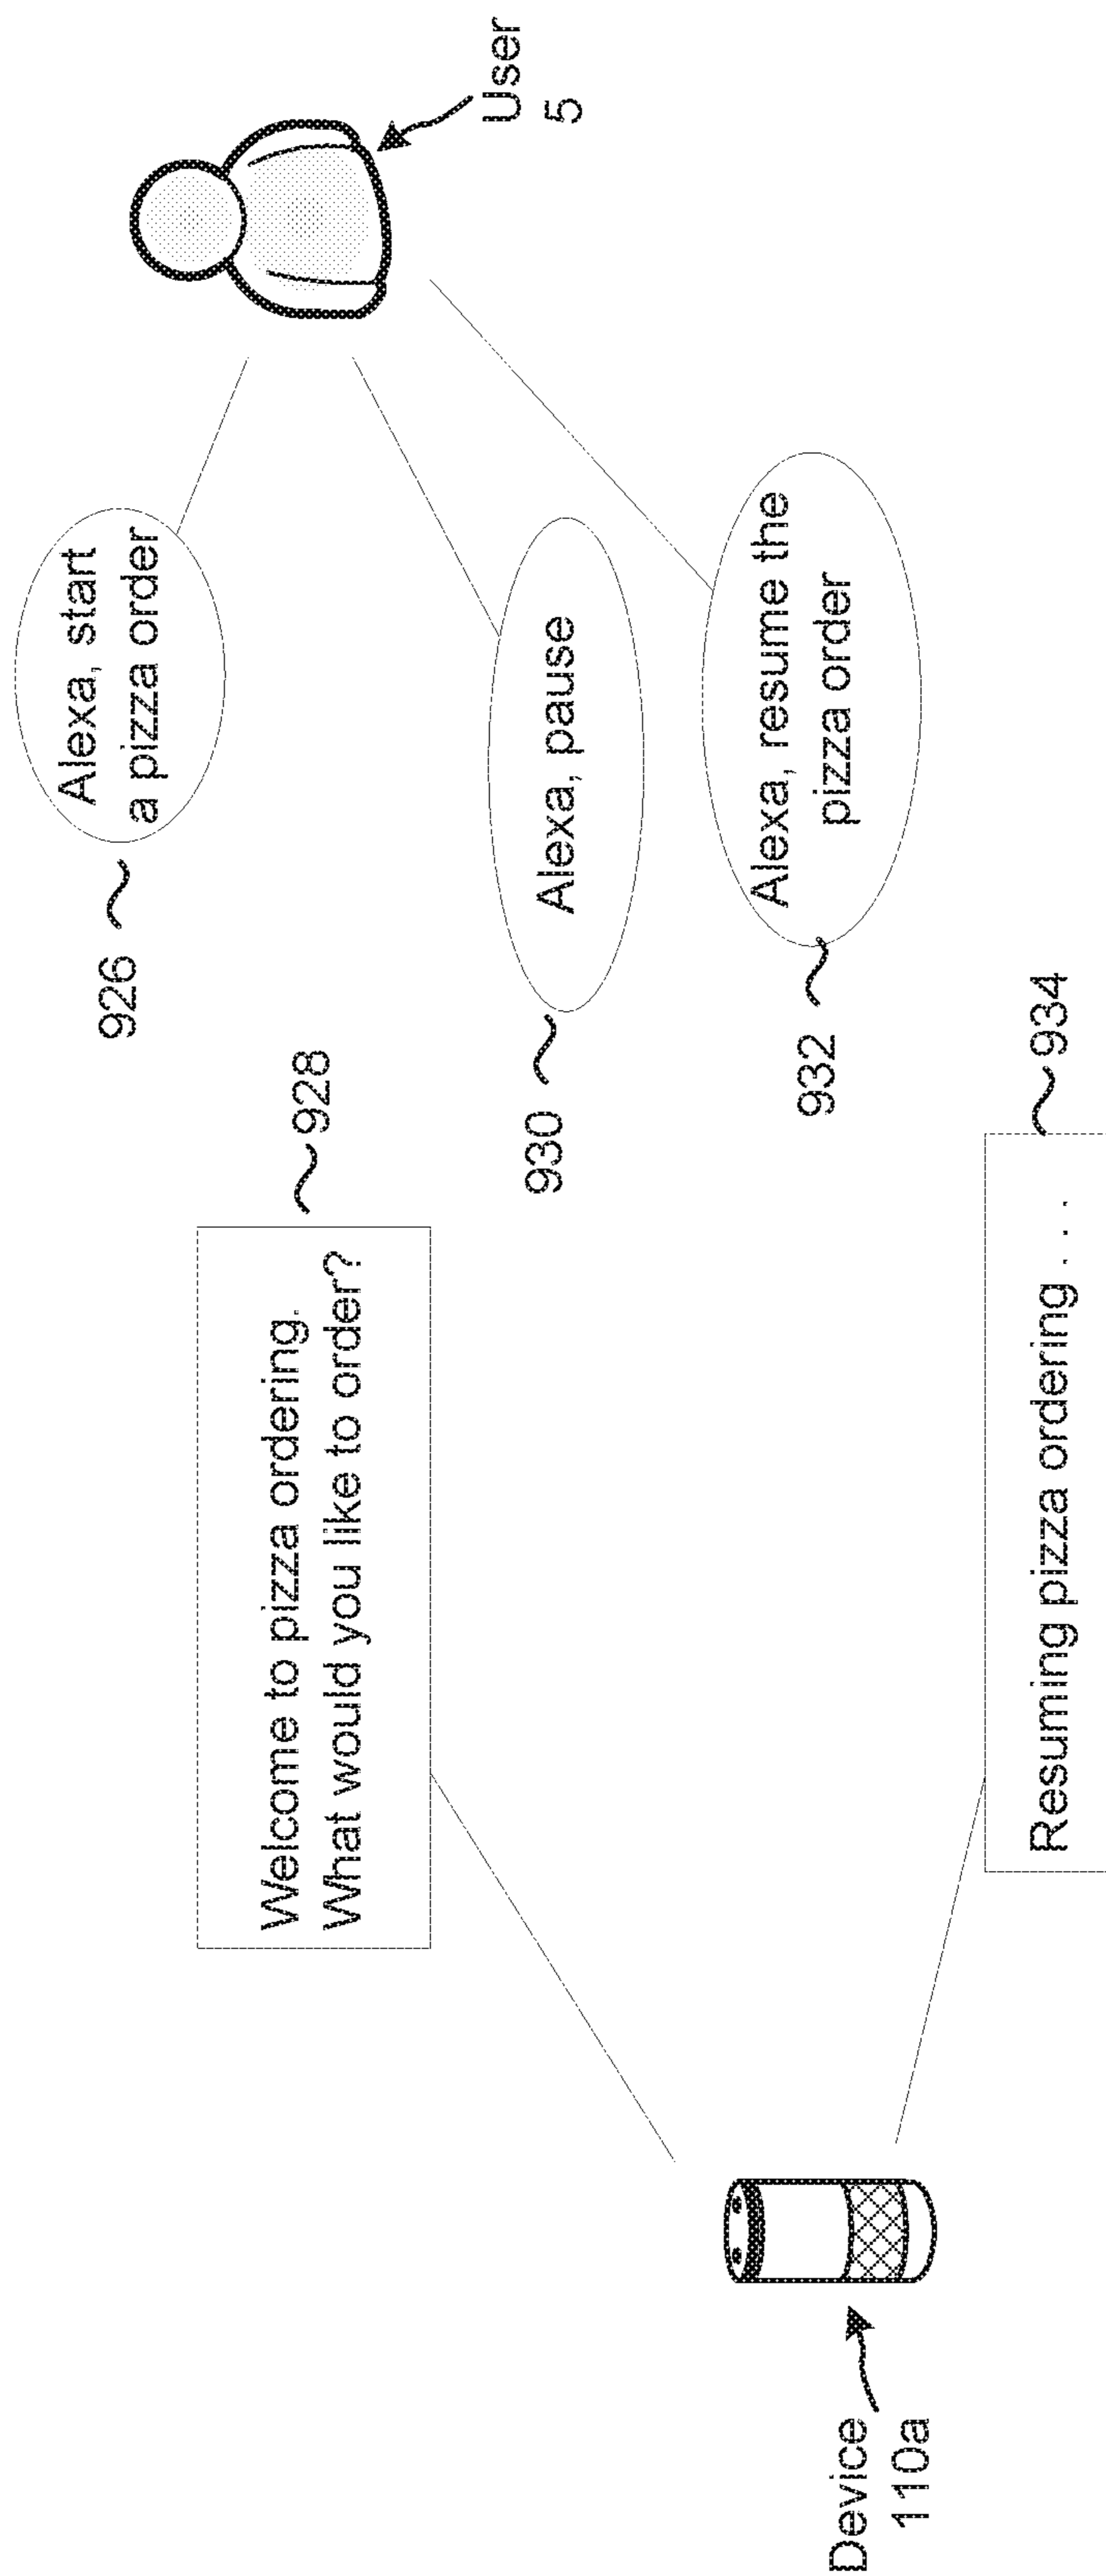 User
5
Alexa, start
a pizza order
926
Welcome to pizza ordering.
What would you like to order?
928
Alexa, pause
930
Alexa, resume the
pizza order
932
Resuming pizza ordering . . .
934
Device
110a